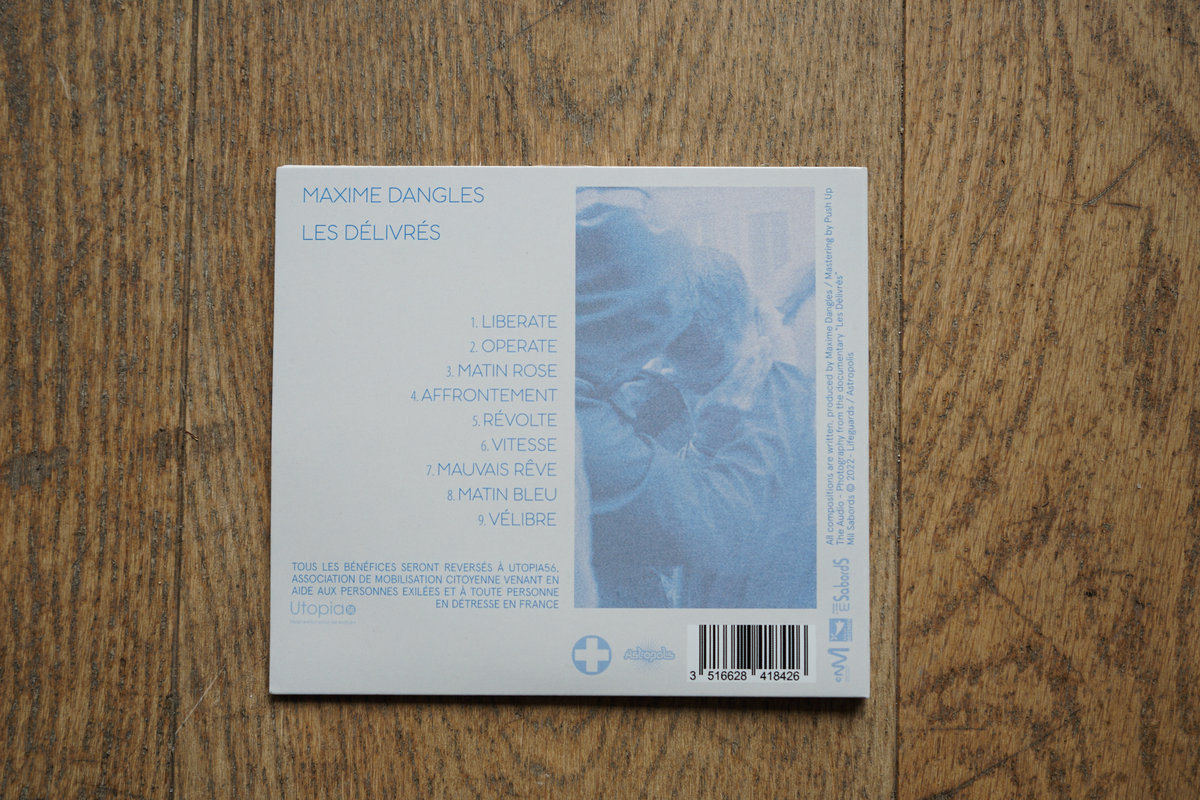 MAXIME DANGLES
LES DÉLIVRÉS
1. LIBERATE
2. OPERATE
3. MATIN ROSE
4. AFFRONTEMENT
5. RÉVOLTE
6. VITESSE
7. MAUVAIS RÊVE
8. MATIN BLEU
9. VÉLIBRE
TOUS LES BÉNÉFICES SERONT REVERSÉS À UTOPIA56,
ASSOCIATION DE MOBILISATION CITOYENNE VENANT EN
AIDE AUX PERSONNES EXILÉES ET À TOUTE PERSONNE
EN DÉTRESSE EN FRANCE
Utopia 56
Astropolis
3 516628 418426
All compositions are written, produced by Maxime Dangles / Mastering by Push Up
The Audio - Photography from the documentary "Les Délivrés"
Mil Sabords © 2022 - Lifeguards / Astropolis
mil SabordS